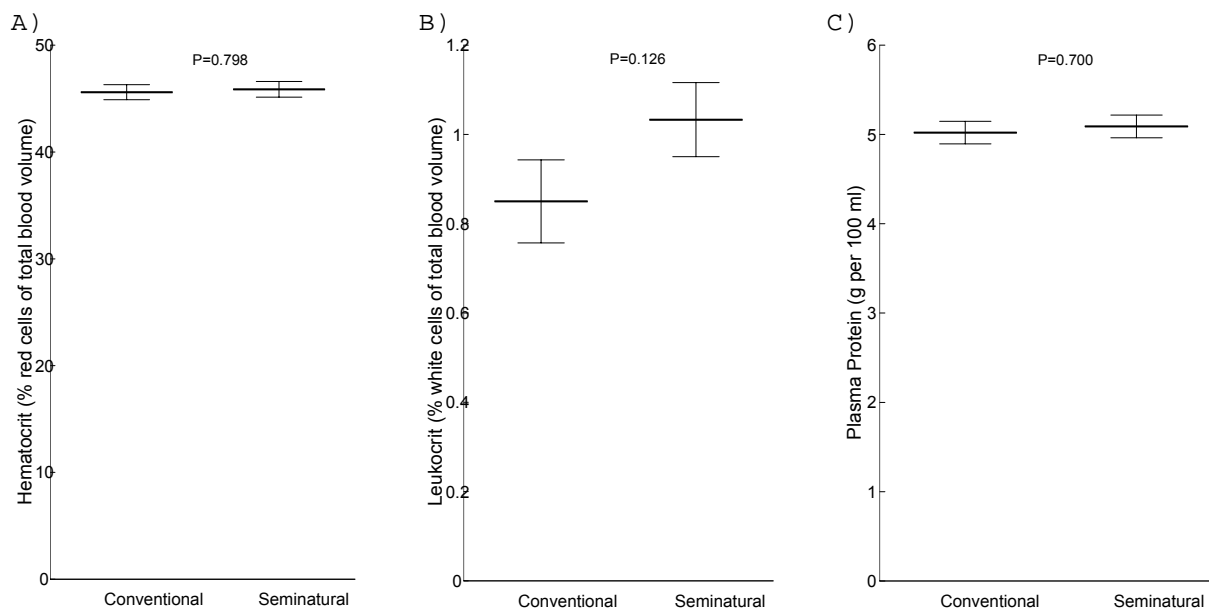 A)
P=0.798
Hematocrit (% red cells of total blood volume)
50
40
30
20
10
0
Conventional
Seminatural
B)
P=0.126
Leukocrit (% white cells of total blood volume)
1.2
1
0.8
0.6
0.4
0.2
0
Conventional
Seminatural
C)
P=0.700
Plasma Protein (g per 100 ml)
6
5
4
3
2
1
0
Conventional
Seminatural